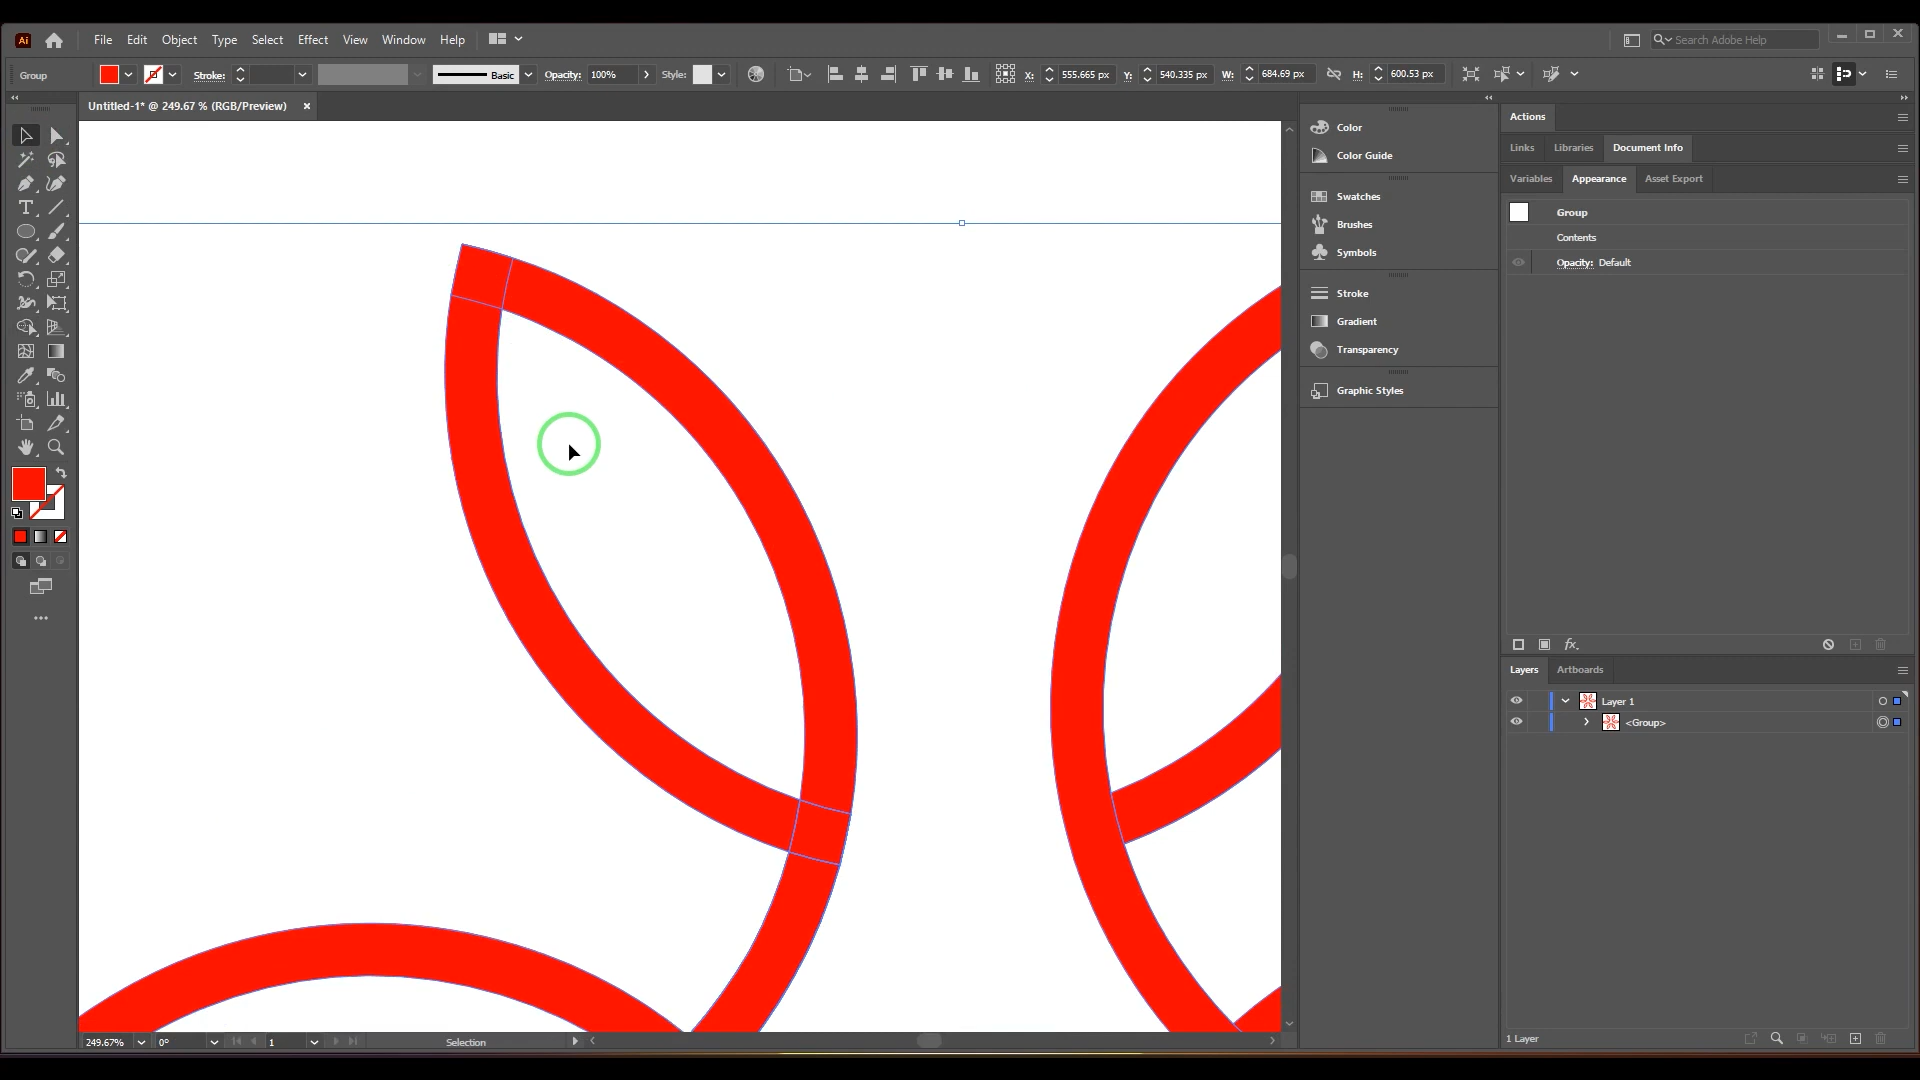 Ai File Edit Object Type Select Effect View Window Help Search Adobe Help
Group Stroke: Basic Opacity: 100% Style: X: 555.665 px Y: 540.335 px W: 684.69 px H: 600.53 px
Untitled-1* @ 249.67 % (RGB/Preview)
Color
Color Guide
Swatches
Brushes
Symbols
Stroke
Gradient
Transparency
Graphic Styles
Actions
Links Libraries Document Info
Variables Appearance Asset Export
Group
Contents
Opacity: Default
fx.
Layers Artboards
Layer 1
<Group>
1 Layer
249.67% 0° 1 Selection